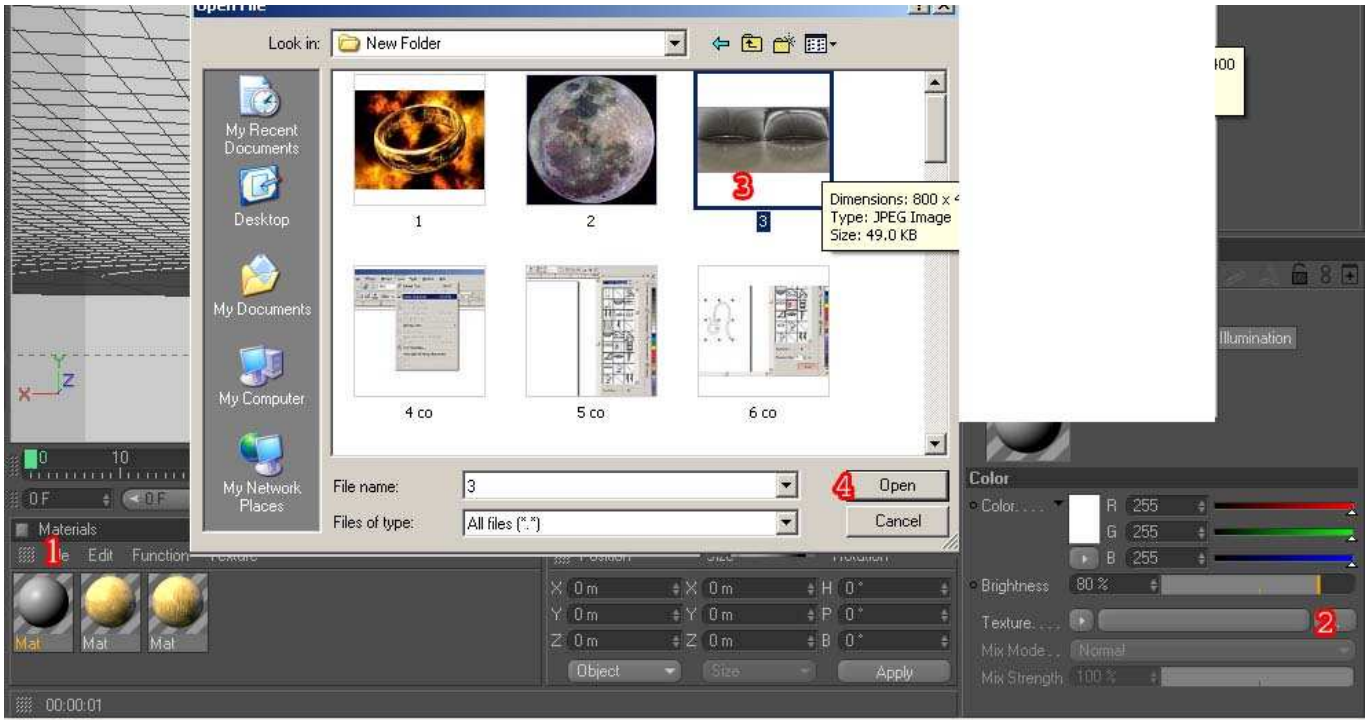 Open File
Look in: New Folder
My Recent
Documents
Desktop
My Documents
My Computer
My Network
Places
1
2
3
3
Dimensions: 800 x 4
Type: JPEG Image
Size: 49.0 KB
4 co
5 co
6 co
File name: 3
4 Open
Files of type: All files (*.*)
Cancel
400
Illumination
Y
Z
X
0 10
0 F
0 F
Materials
1
Edit Function Texture
Mat Mat Mat
Position Size Rotation
X 0 m X 0 m H 0 °
Y 0 m Y 0 m P 0 °
Z 0 m Z 0 m B 0 °
Object Size Apply
Color
Color. . . . R 255
G 255
B 255
Brightness 80 %
Texture. . . . 2
Mix Mode . . Normal
Mix Strength 100 %
00:00:01